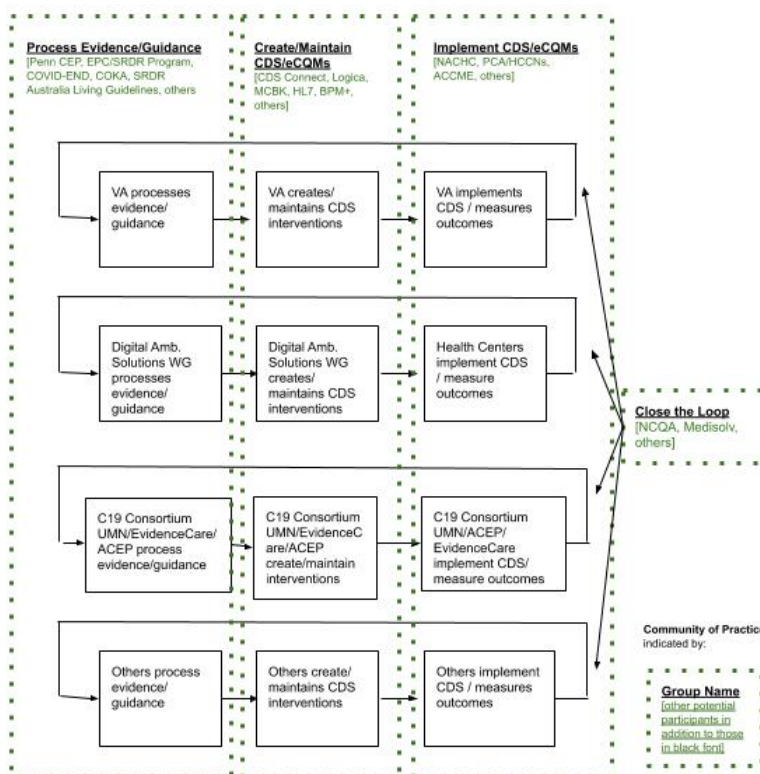 Process Evidence/Guidance
[Penn CEP, EPC/SRDR Program,
COVID-END, COKA, SRDR
Australia Living Guidelines, others
Create/Maintain
CDS/eCQMs
[CDS Connect, Logica,
MCBK, HL7, BPM+,
others]
Implement CDS/eCQMs
[NACHC, PCA/HCCNs,
ACCME, others]
VA processes
evidence/
guidance
VA creates/
maintains CDS
interventions
VA implements
CDS / measures
outcomes
Digital Amb.
Solutions WG
processes
evidence/
guidance
Digital Amb.
Solutions WG
creates/
maintains CDS
interventions
Health Centers
implement CDS
/ measure
outcomes
Close the Loop
[NCQA, Medisolv,
others]
C19 Consortium
UMN/EvidenceCare/
ACEP process
evidence/guidance
C19 Consortium
UMN/EvidenceC
are/ACEP
create/maintain
interventions
C19 Consortium
UMN/ACEP/
EvidenceCare
implement CDS/
measure outcomes
Others process
evidence/
guidance
Others create/
maintains CDS
interventions
Others implement
CDS / measures
outcomes
Community of Practice
indicated by:
Group Name
[other potential
participants in
addition to those
in black font]